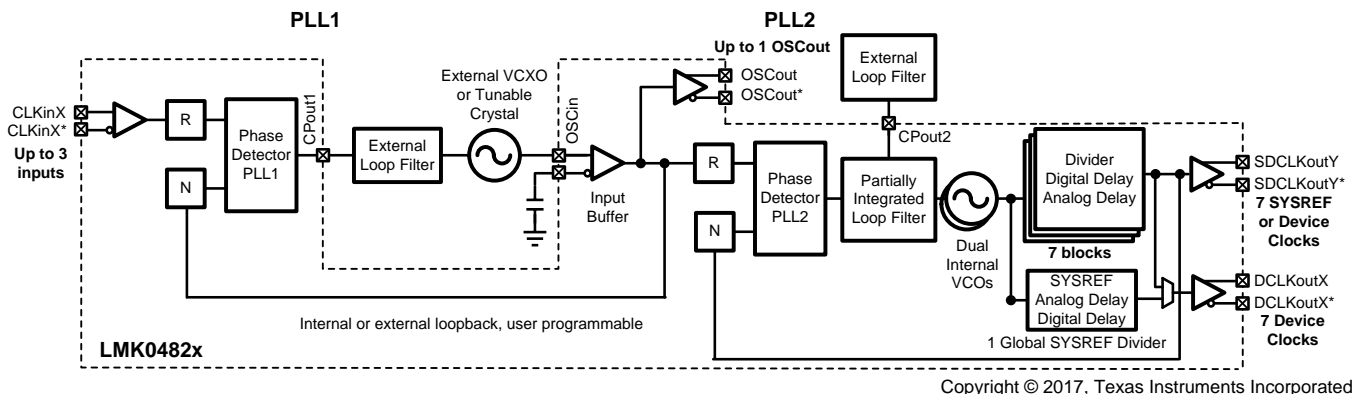 PLL1
PLL2
Up to 1 OSCout
External VCXO
or Tunable
Crystal
OSCout
OSCout*
External
Loop Filter
CLKinX
CLKinX*
Up to 3
inputs
R
N
Phase
Detector
PLL1
CPout1
External
Loop Filter
OSCin
Input
Buffer
R
N
Phase
Detector
PLL2
CPout2
Partially
Integrated
Loop Filter
Dual
Internal
VCOs
Divider
Digital Delay
Analog Delay
7 blocks
SYSREF
Analog Delay
Digital Delay
1 Global SYSREF Divider
SDCLKoutY
SDCLKoutY*
7 SYSREF
or Device
Clocks
DCLKoutX
DCLKoutX*
7 Device
Clocks
Internal or external loopback, user programmable
LMK0482x
Copyright © 2017, Texas Instruments Incorporated